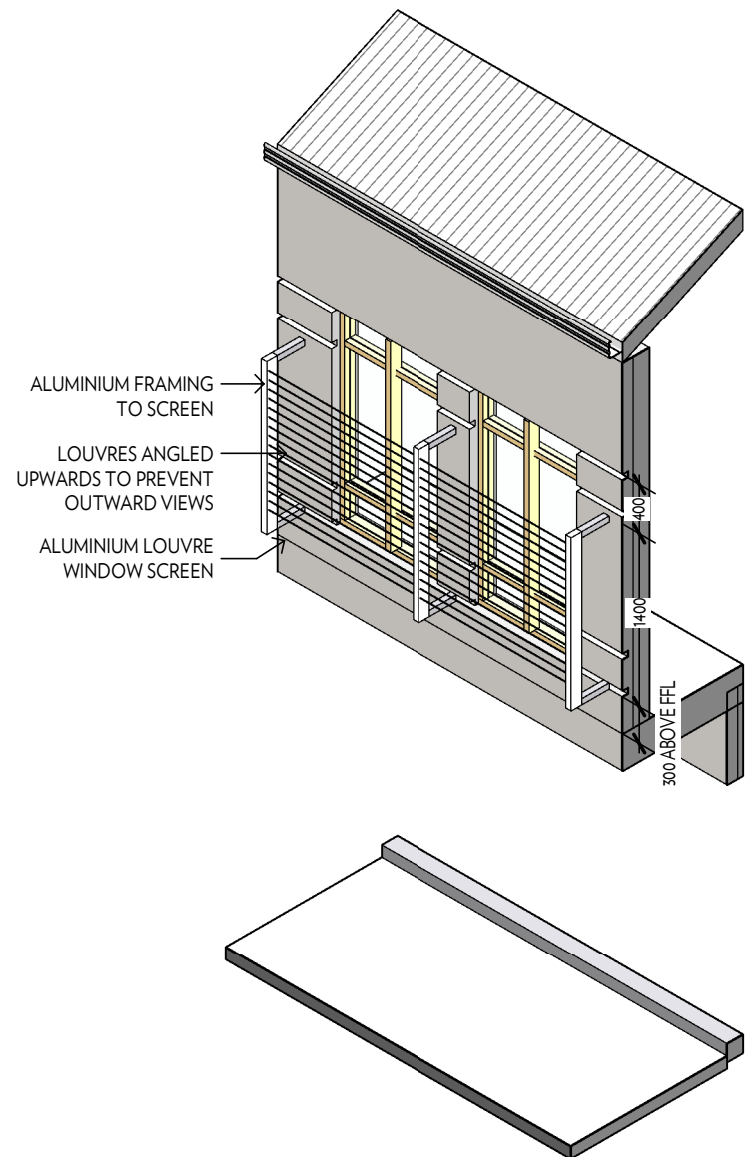 ALUMINIUM FRAMING
TO SCREEN
LOUVRES ANGLED
UPWARDS TO PREVENT
OUTWARD VIEWS
ALUMINIUM LOUVRE
WINDOW SCREEN
400
1400
300 ABOVE FFL